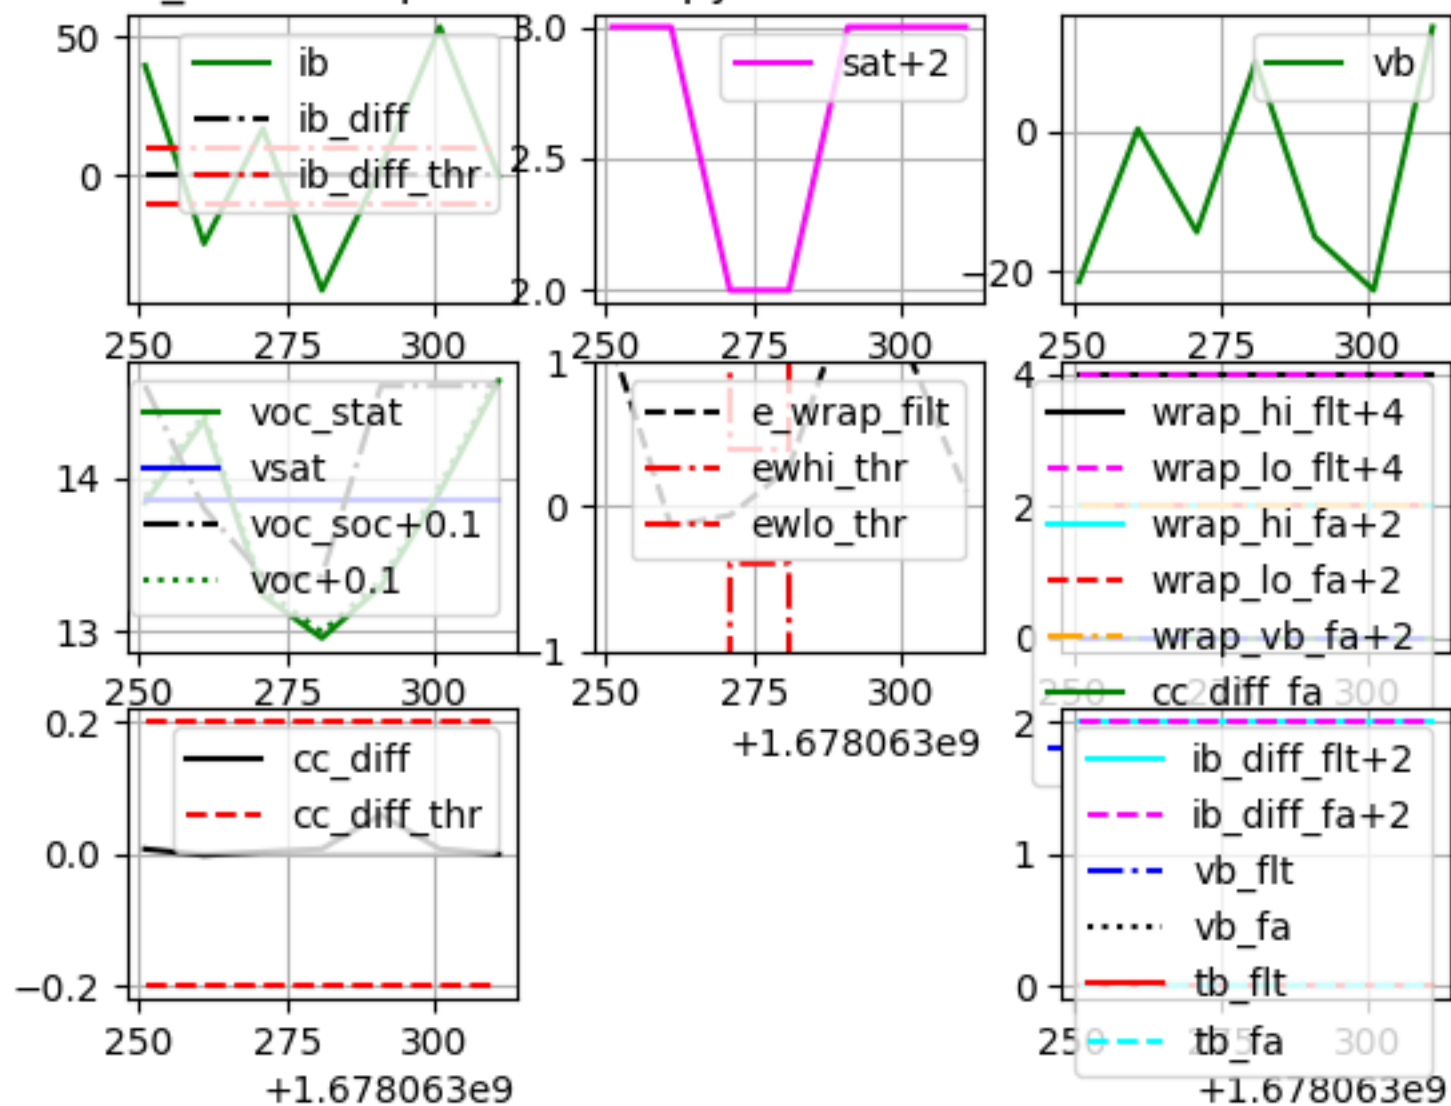 50
0
ib
ib_diff
ib_diff_thr
250 275 300
3.0
2.5
2.0
sat+2
250 275 300
0
−20
vb
250 275 300
14
13
voc_stat
vsat
voc_soc+0.1
voc+0.1
250 275 300
1
0
−1
e_wrap_filt
ewhi_thr
ewlo_thr
250 275 300
+1.678063e9
4
2
0
wrap_hi_flt+4
wrap_lo_flt+4
wrap_hi_fa+2
wrap_lo_fa+2
wrap_vb_fa+2
cc_diff_fa
250 300
0.2
0.0
−0.2
cc_diff
cc_diff_thr
250 275 300
+1.678063e9
2
1
0
ib_diff_flt+2
ib_diff_fa+2
vb_flt
vb_fa
tb_flt
tb_fa
250 275 300
+1.678063e9